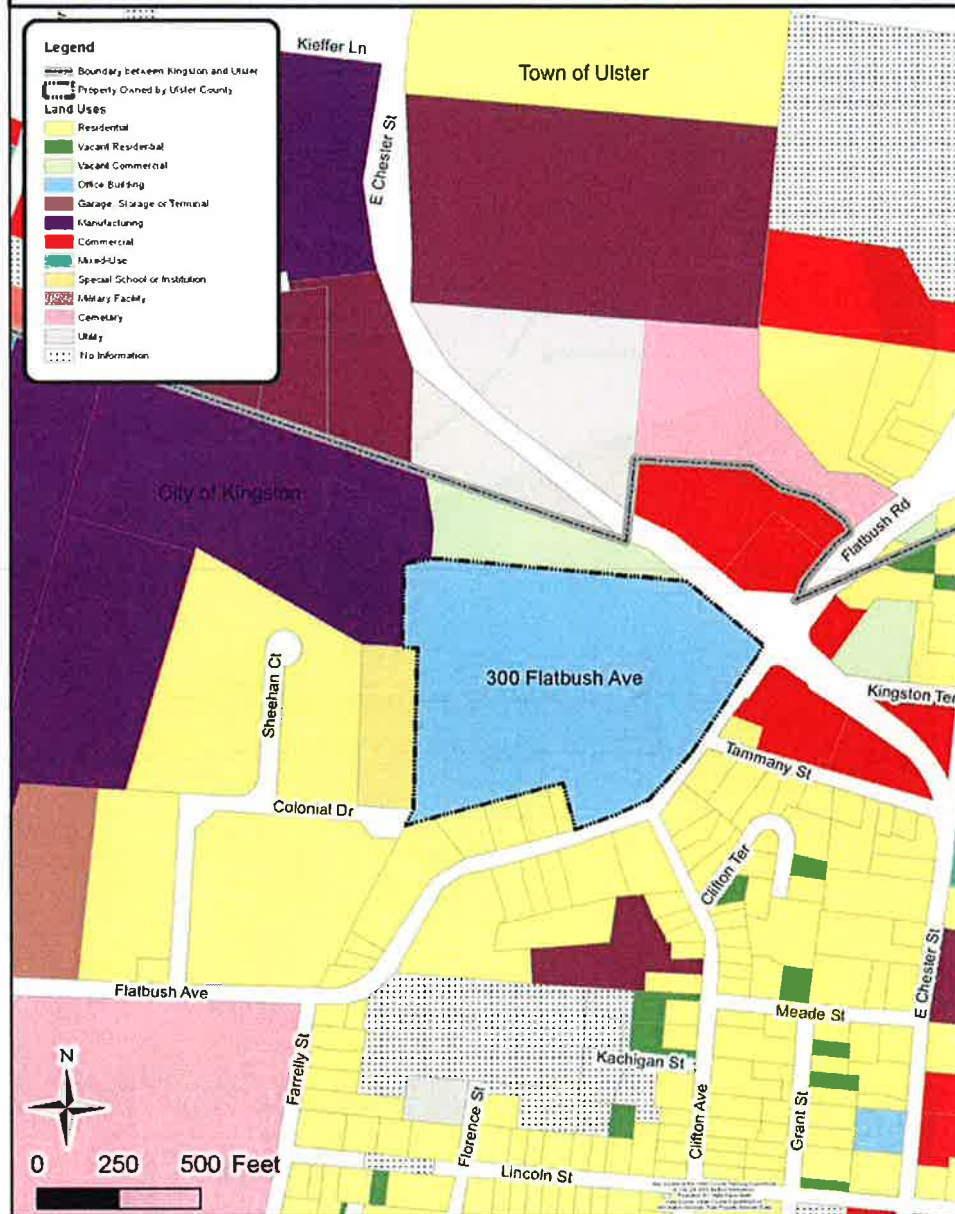 Legend
Boundary between Kingston and Ulster
Property Owned by Ulster County
Land Uses
Residential
Vacant Residential
Vacant Commercial
Office Building
Garage, Storage or Terminal
Manufacturing
Commercial
Mixed-Use
Special School or Institution
Military Facility
Cemetary
Utility
No Information
Kieffer Ln
Town of Ulster
E Chester St
City of Kingston
Flatbush Rd
300 Flatbush Ave
Sheehan Ct
Kingston Ter
Tammany St
Colonial Dr
Clifton Ter
E Chester St
Flatbush Ave
Meade St
Farrelly St
Kachigan St
N
Florence St
Clifton Ave
Grant St
0 250 500 Feet
Lincoln St